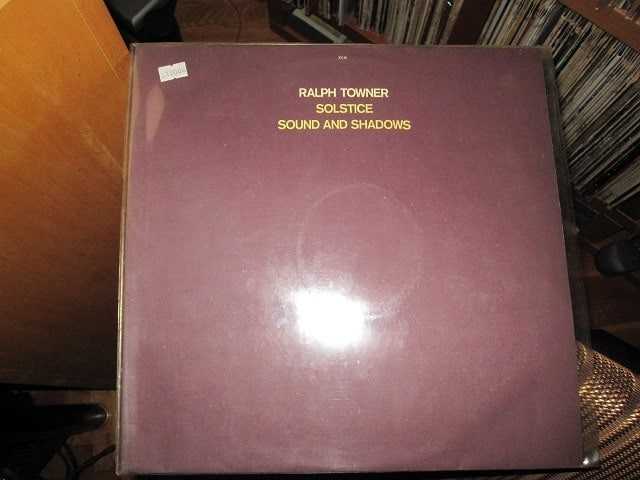 RALPH TOWNER
SOLSTICE
SOUND AND SHADOWS